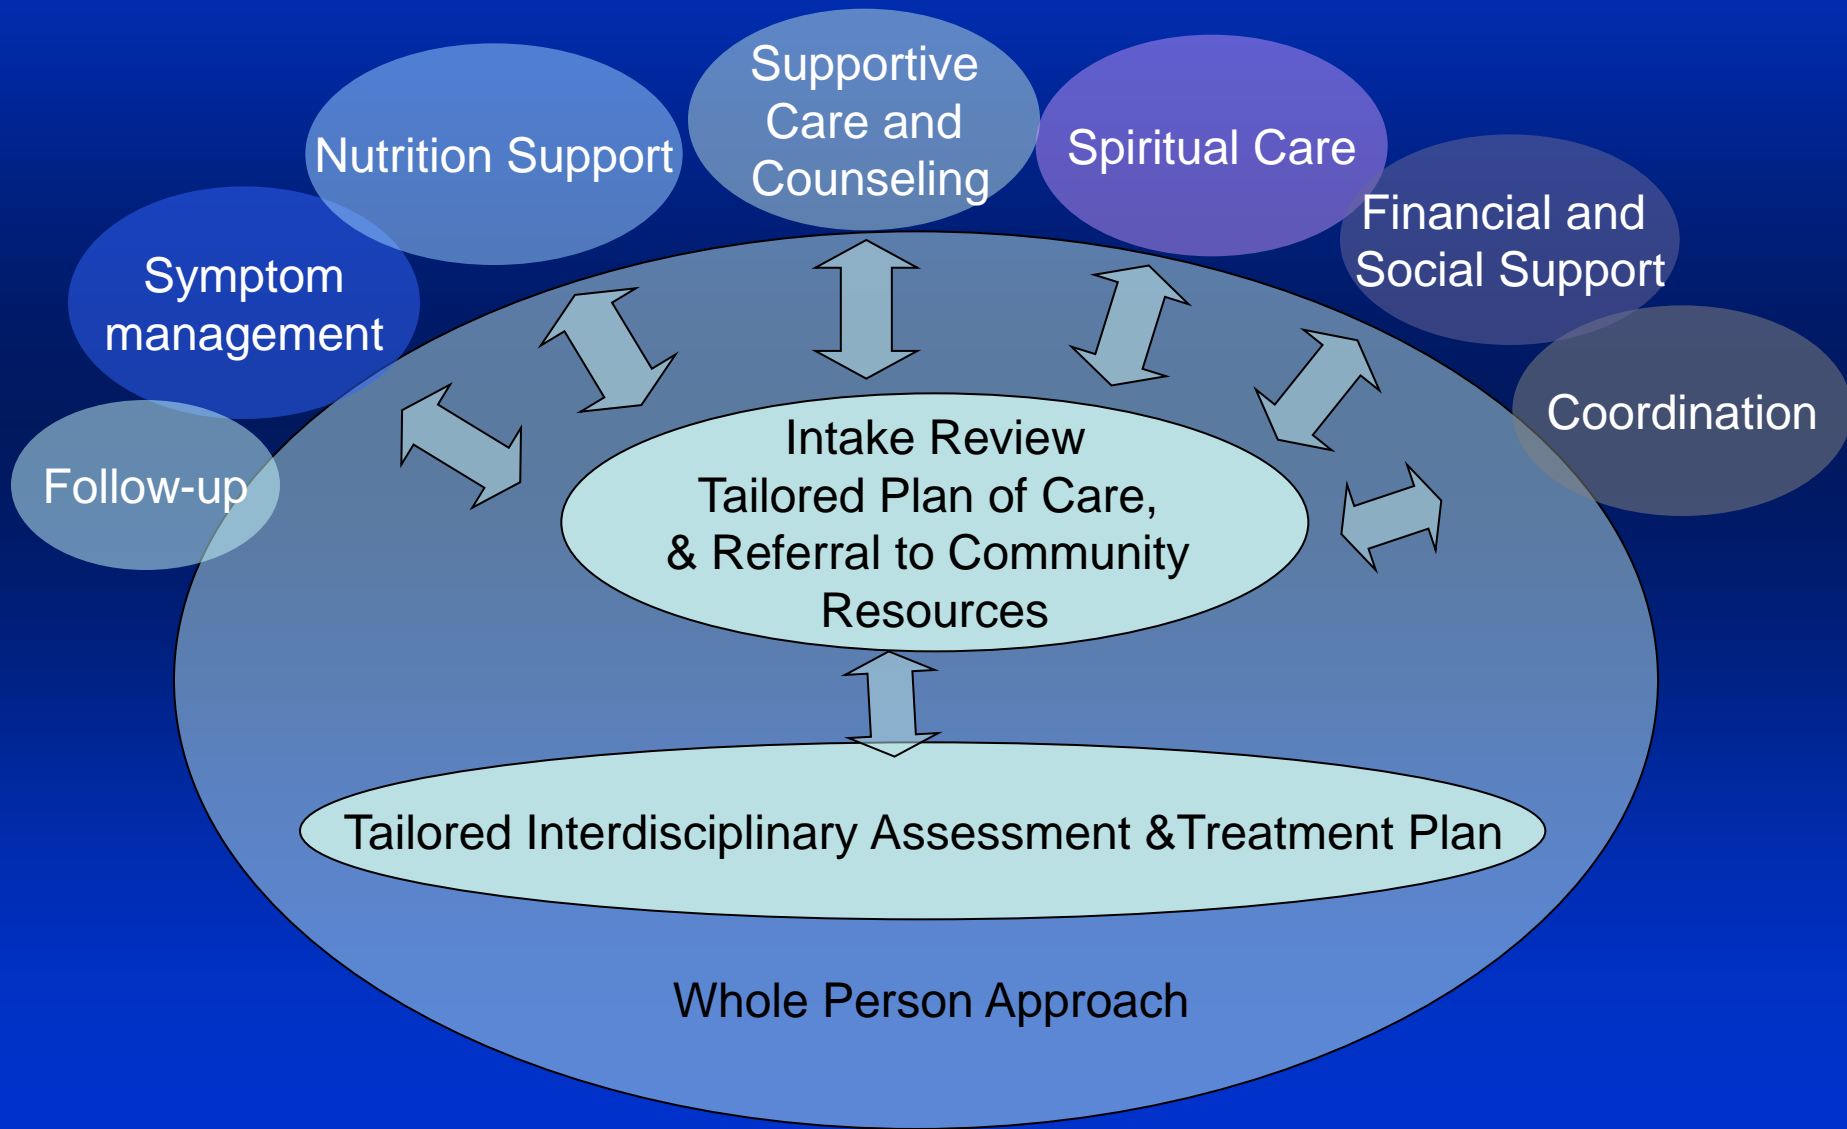 Supportive
Care and
Counseling
Nutrition Support
Spiritual Care
Financial and
Social Support
Symptom
management
Coordination
Follow-up
Intake Review
Tailored Plan of Care,
& Referral to Community
Resources
Tailored Interdisciplinary Assessment &Treatment Plan
Whole Person Approach